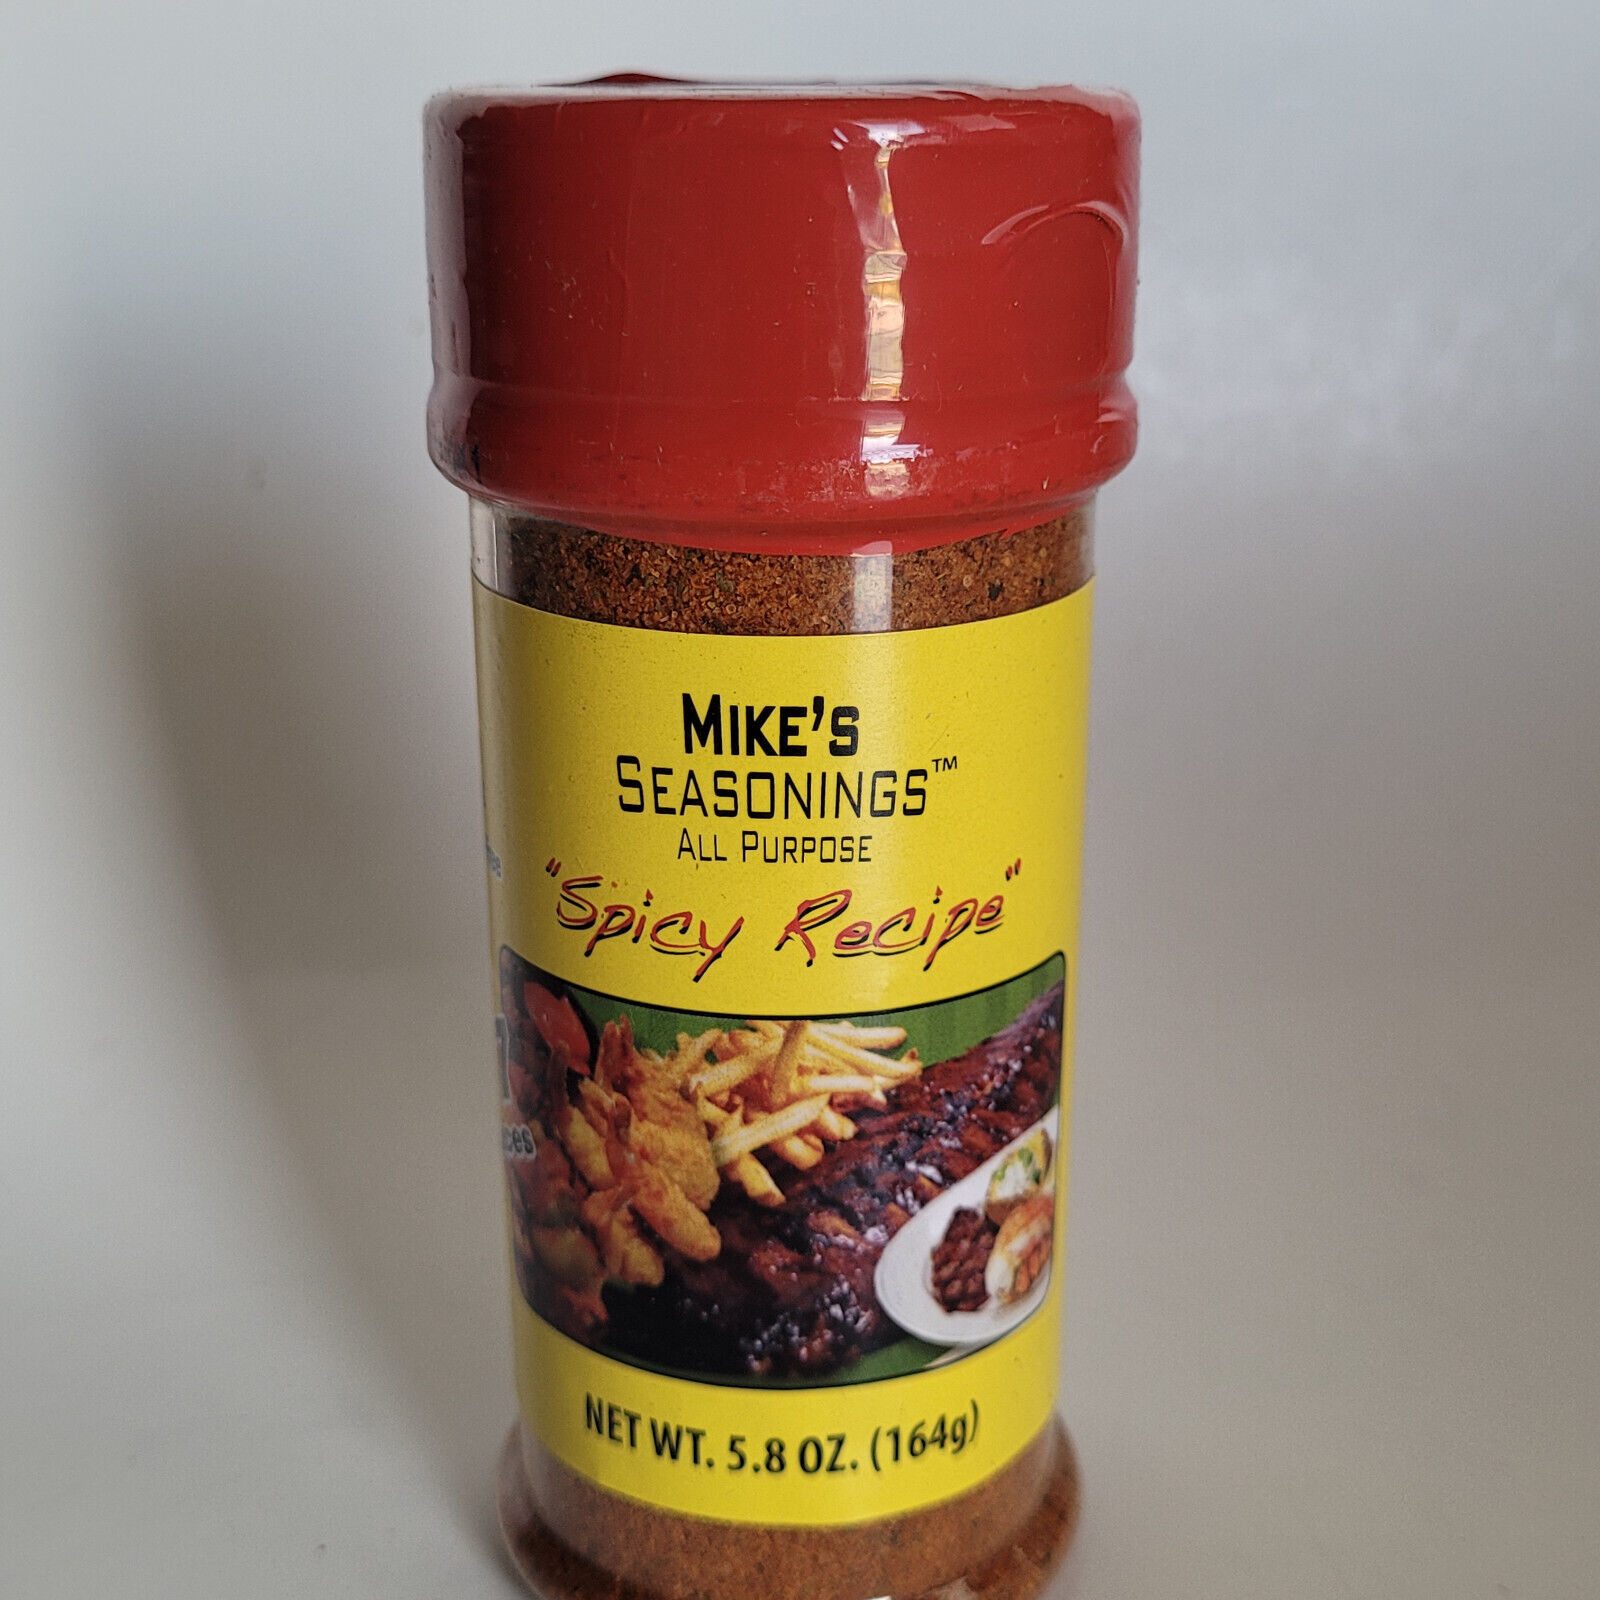 MIKE'S
SEASONINGS™
ALL PURPOSE
"Spicy Recipe"
NET WT. 5.8 OZ. (164g)